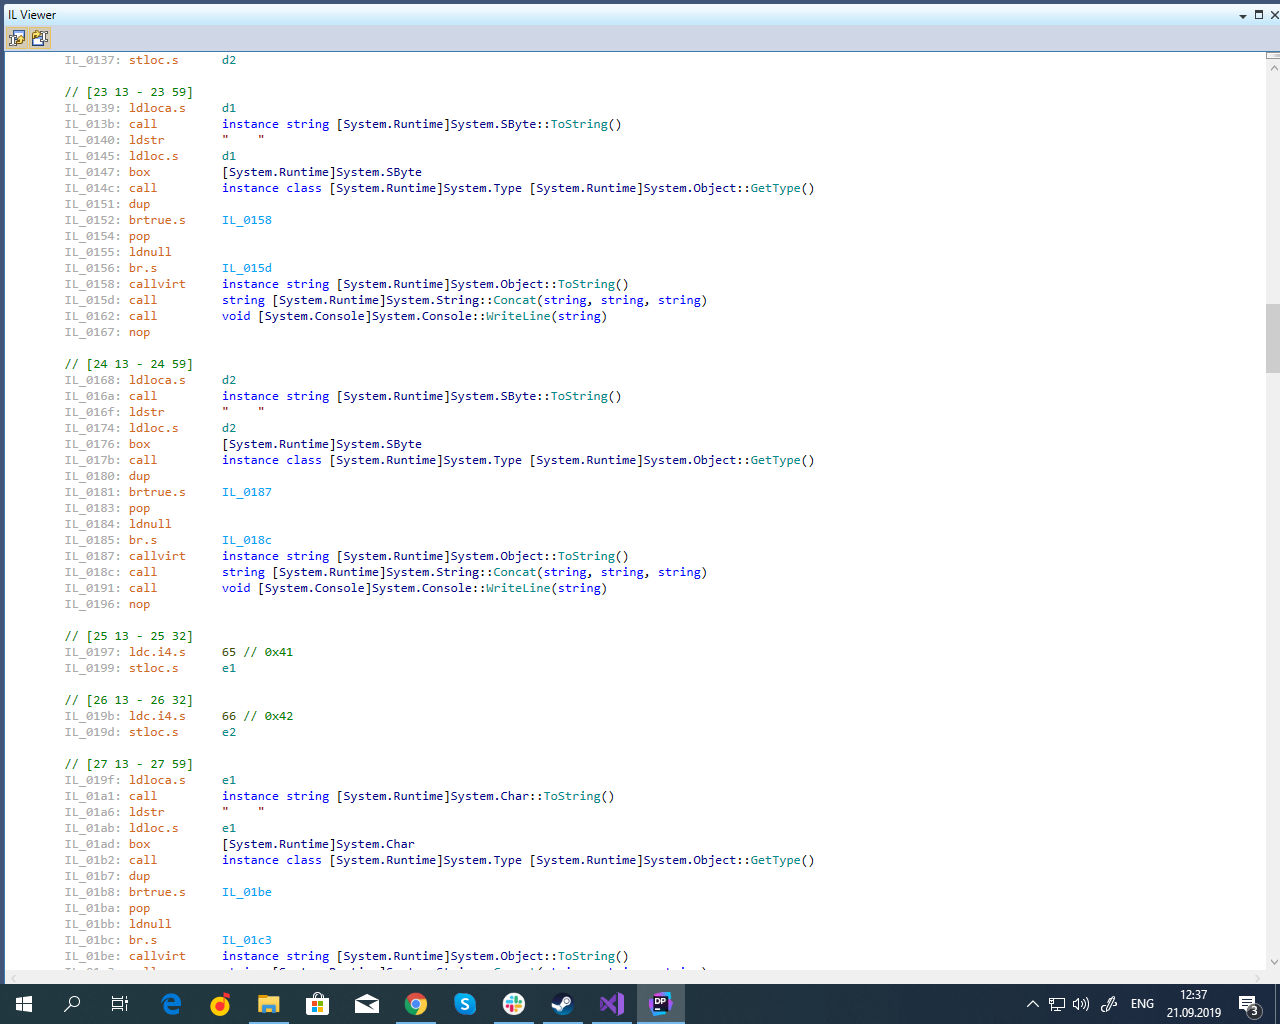 IL Viewer
IL_0137: stloc.s d2
// [23 13 - 23 59]
IL_0139: ldloca.s d1
IL_013b: call instance string [System.Runtime]System.SByte::ToString()
IL_0140: ldstr "    "
IL_0145: ldloc.s d1
IL_0147: box [System.Runtime]System.SByte
IL_014c: call instance class [System.Runtime]System.Type [System.Runtime]System.Object::GetType()
IL_0151: dup
IL_0152: brtrue.s IL_0158
IL_0154: pop
IL_0155: ldnull
IL_0156: br.s IL_015d
IL_0158: callvirt instance string [System.Runtime]System.Object::ToString()
IL_015d: call string [System.Runtime]System.String::Concat(string, string, string)
IL_0162: call void [System.Console]System.Console::WriteLine(string)
IL_0167: nop
// [24 13 - 24 59]
IL_0168: ldloca.s d2
IL_016a: call instance string [System.Runtime]System.SByte::ToString()
IL_016f: ldstr "    "
IL_0174: ldloc.s d2
IL_0176: box [System.Runtime]System.SByte
IL_017b: call instance class [System.Runtime]System.Type [System.Runtime]System.Object::GetType()
IL_0180: dup
IL_0181: brtrue.s IL_0187
IL_0183: pop
IL_0184: ldnull
IL_0185: br.s IL_018c
IL_0187: callvirt instance string [System.Runtime]System.Object::ToString()
IL_018c: call string [System.Runtime]System.String::Concat(string, string, string)
IL_0191: call void [System.Console]System.Console::WriteLine(string)
IL_0196: nop
// [25 13 - 25 32]
IL_0197: ldc.i4.s 65 // 0x41
IL_0199: stloc.s e1
// [26 13 - 26 32]
IL_019b: ldc.i4.s 66 // 0x42
IL_019d: stloc.s e2
// [27 13 - 27 59]
IL_019f: ldloca.s e1
IL_01a1: call instance string [System.Runtime]System.Char::ToString()
IL_01a6: ldstr "    "
IL_01ab: ldloc.s e1
IL_01ad: box [System.Runtime]System.Char
IL_01b2: call instance class [System.Runtime]System.Type [System.Runtime]System.Object::GetType()
IL_01b7: dup
IL_01b8: brtrue.s IL_01be
IL_01ba: pop
IL_01bb: ldnull
IL_01bc: br.s IL_01c3
IL_01be: callvirt instance string [System.Runtime]System.Object::ToString()
DP
ENG
12:37
21.09.2019
3